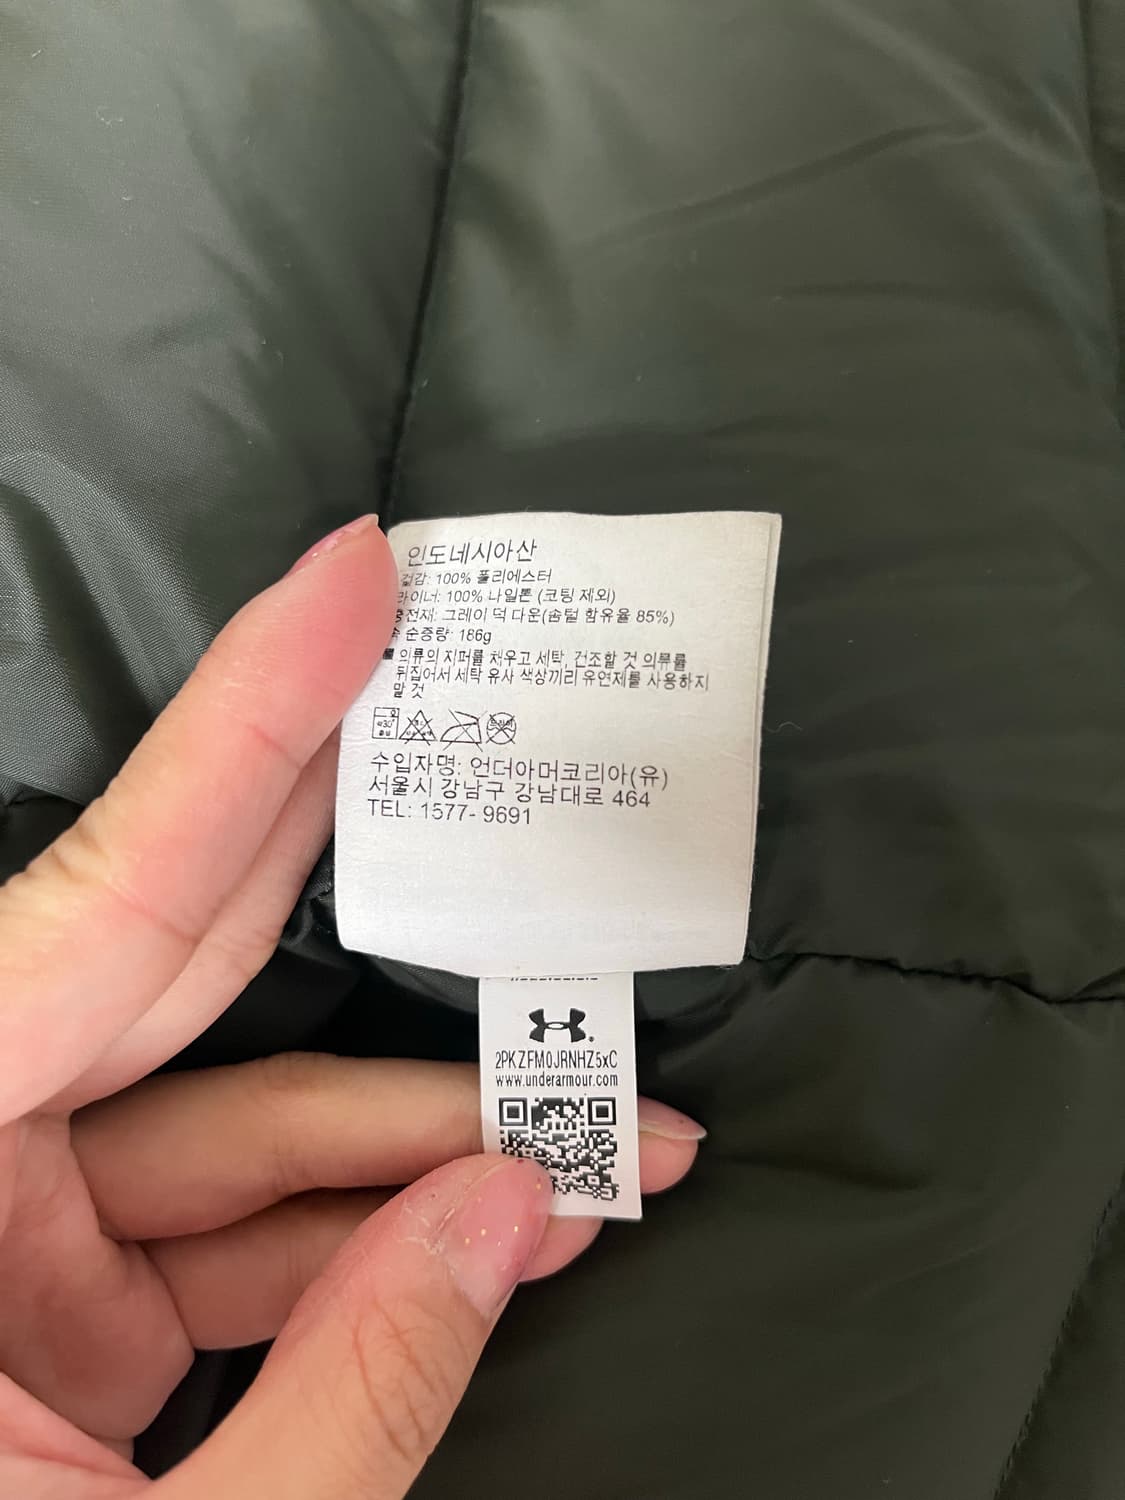 인도네시아산
겉감: 100% 폴리에스터
라이너: 100% 나일론 (코팅 제외)
충전재: 그레이 덕 다운(솜털 함유율 85%)
순중량: 186g
의류의 지퍼를 채우고 세탁, 건조할 것 의류를
뒤집어서 세탁 유사 색상끼리 유연제를 사용하지
말 것
수입자명: 언더아머코리아(유)
서울시 강남구 강남대로 464
TEL: 1577- 9691
2PKZFM0JRNHZ5xC
www.underarmour.com